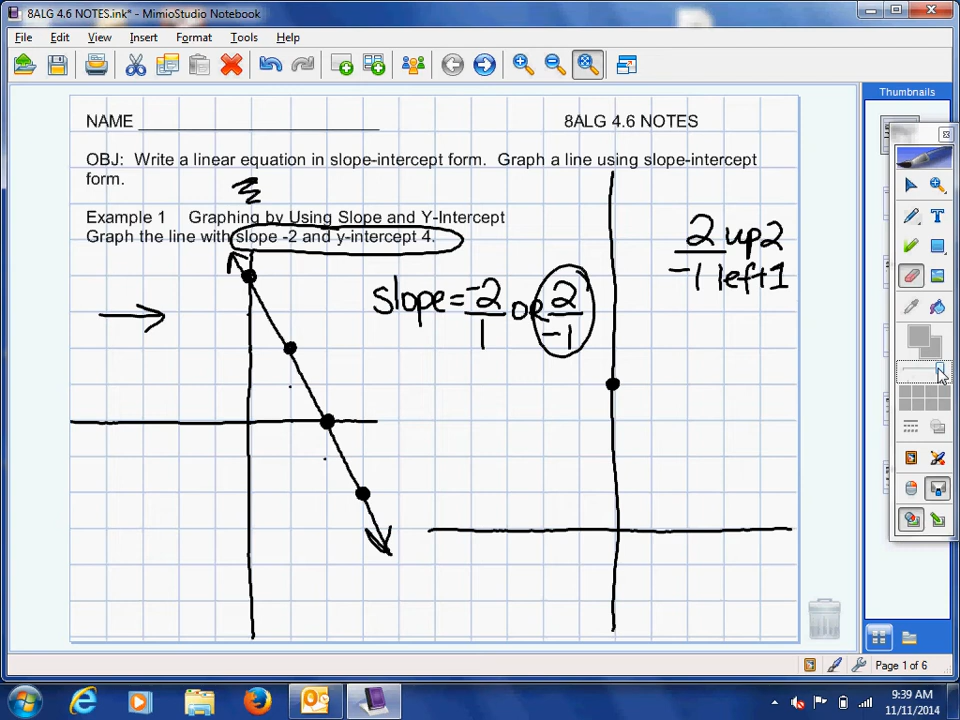 8ALG 4.6 NOTES.ink* - MimioStudio Notebook
File Edit View Insert Format Tools Help
Thumbnails
NAME ____________________________ 8ALG 4.6 NOTES
OBJ: Write a linear equation in slope-intercept form. Graph a line using slope-intercept
form.
Example 1 Graphing by Using Slope and Y-Intercept
Graph the line with slope -2 and y-intercept 4.
slope = -2/1 or 2/-1
2 up 2
-1 left 1
Page 1 of 6
9:39 AM
11/11/2014